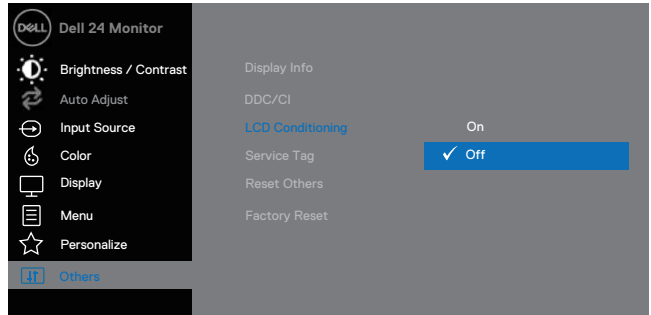 DELL Dell 24 Monitor
Brightness / Contrast
Auto Adjust
Input Source
Color
Display
Menu
Personalize
Others
Display Info
DDC/CI
LCD Conditioning
Service Tag
Reset Others
Factory Reset
On
Off